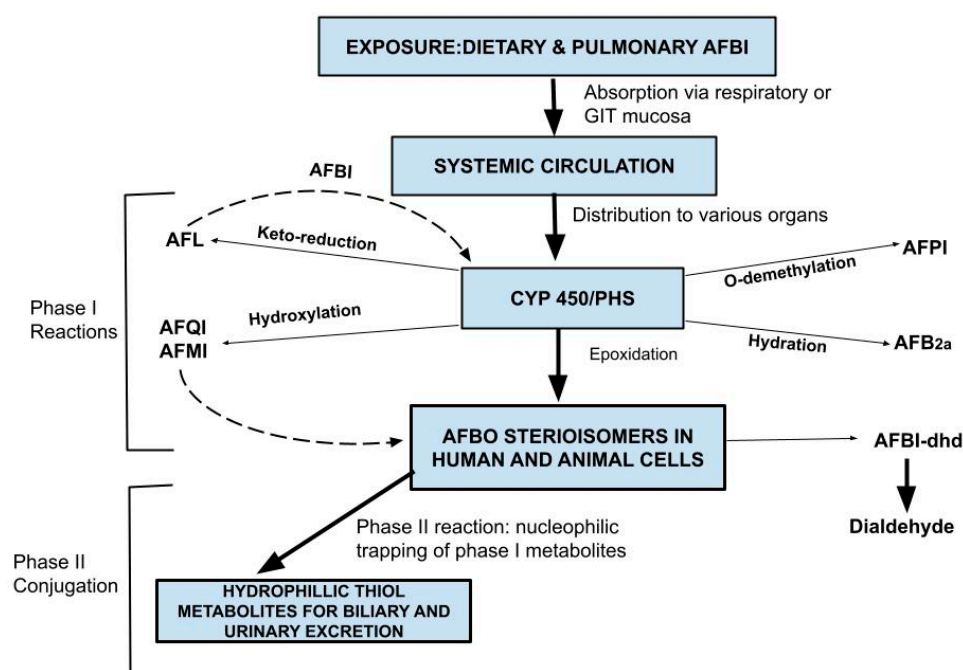 EXPOSURE:DIETARY & PULMONARY AFBI
Absorption via respiratory or
GIT mucosa
SYSTEMIC CIRCULATION
AFBI
Distribution to various organs
AFL
Keto-reduction
AFPI
O-demethylation
CYP 450/PHS
Phase I
Reactions
AFQI
AFMI
Hydroxylation
Hydration
AFB2a
Epoxidation
AFBO STERIOISOMERS IN
HUMAN AND ANIMAL CELLS
AFBI-dhd
Dialdehyde
Phase II reaction: nucleophilic
trapping of phase I metabolites
Phase II
Conjugation
HYDROPHILLIC THIOL
METABOLITES FOR BILIARY AND
URINARY EXCRETION